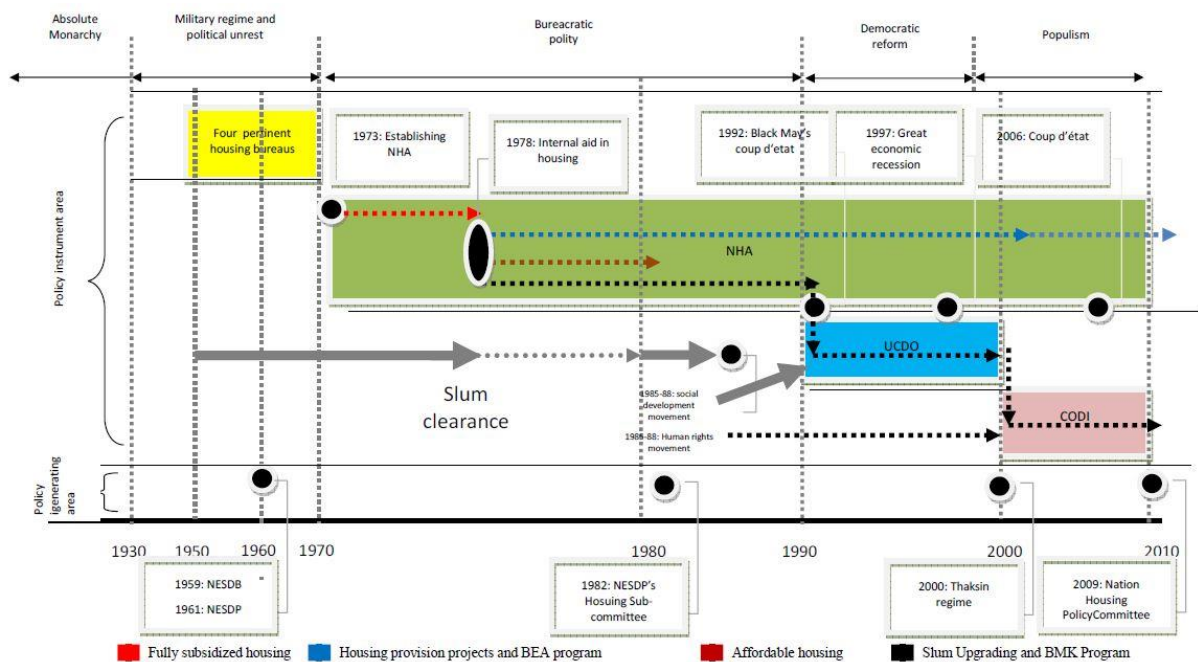 Absolute
Monarchy
Military regime and
political unrest
Bureacratic
polity
Democratic
reform
Populism
Policy instrument area
Four pertinent
housing bureaus
1973: Establishing
NHA
1978: Internal aid in
housing
1992: Black May's
coup d'etat
1997: Great
economic
recession
2006: Coup d'état
NHA
UCDO
Slum
clearance
1985-88: social
development
movement
1985-88: Human rights
movement
CODI
Policy
igenerating
area
1930
1950
1960
1970
1980
1990
2000
2010
1959: NESDB
1961: NESDP
1982: NESDP's
Hosuing Sub-
committee
2000: Thaksin
regime
2009: Nation
Housing
PolicyCommittee
Fully subsidized housing
Housing provision projects and BEA program
Affordable housing
Slum Upgrading and BMK Program